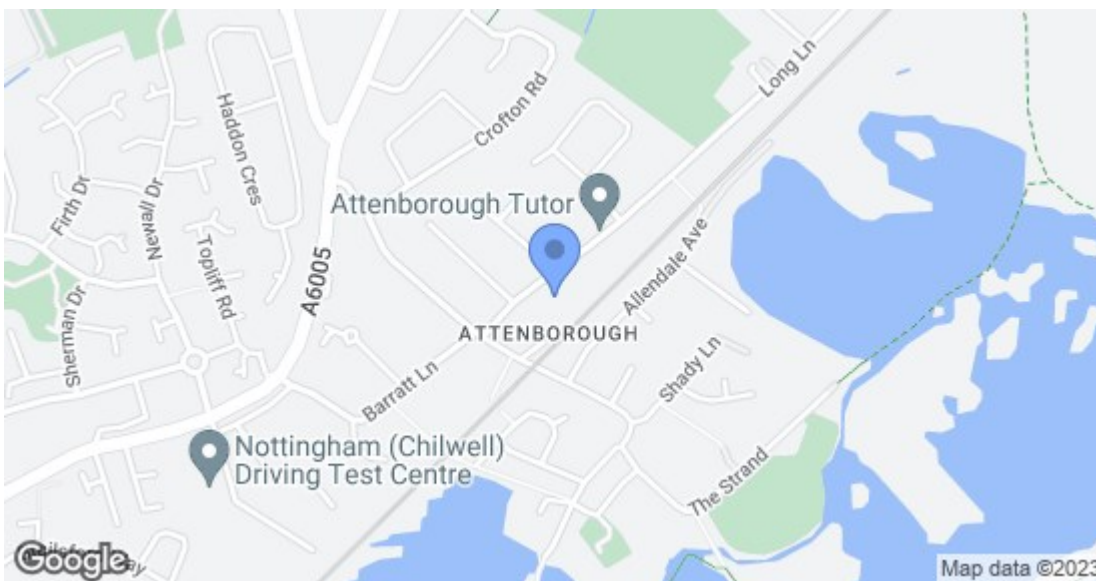 Long Ln
Haddon Cres
Crofton Rd
Firth Dr
Newall Dr
Attenborough Tutor
Topliff Rd
A6005
Allendale Ave
Sherman Dr
ATTENBOROUGH
Shady Ln
Barratt Ln
Nottingham (Chilwell)
Driving Test Centre
The Strand
Google
Map data ©2023